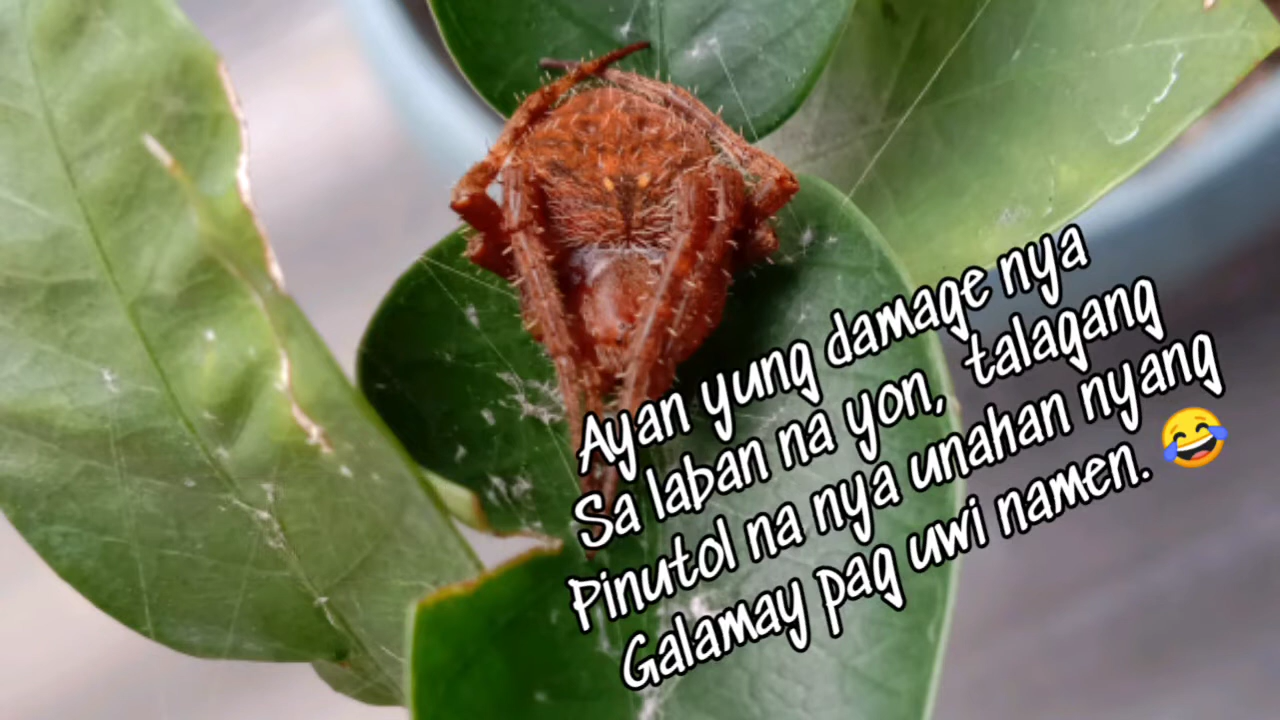 Ayan yung damage nya
Sa laban na yon, talagang
Pinutol na nya unahan nyang
Galamay pag uwi namen. 😂